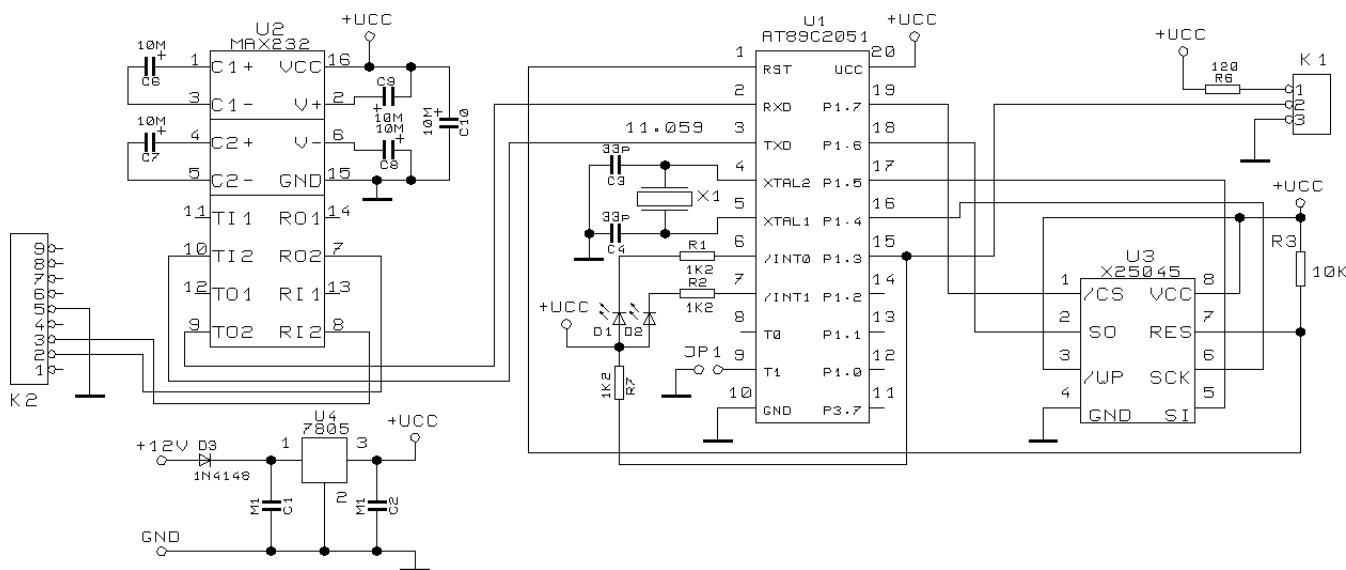 U2
MAX232
+UCC
1 C1+ VCC 16
3 C1- V+ 2
4 C2+ V- 6
5 C2- GND 15
11 TI1 RO1 14
10 TI2 RO2 7
12 TO1 RI1 13
9 TO2 RI2 8
10M + C6
10M + C7
C9 + 10M
10M + C8
10M + C10
9
8
7
6
5
4
3
2
1
K2
U1
AT89C2051
+UCC
1 RST UCC 20
2 RXD P1.7 19
3 TXD P1.6 18
4 XTAL2 P1.5 17
5 XTAL1 P1.4 16
6 /INT0 P1.3 15
7 /INT1 P1.2 14
8 T0 P1.1 13
9 T1 P1.0 12
10 GND P3.7 11
11.059
33p
C3
X1
33p
C4
R1
1K2
R2
1K2
+UCC
D1 D2
JP1
1K2 R7
+UCC
120
R6
K1
1
2
3
+UCC
R3
10K
U3
X25045
1 /CS VCC 8
2 SO RES 7
3 /WP SCK 6
4 GND SI 5
U4
7805
+UCC
+12V D3
1N4148
1 3
2
M1 C1
M1 C2
GND